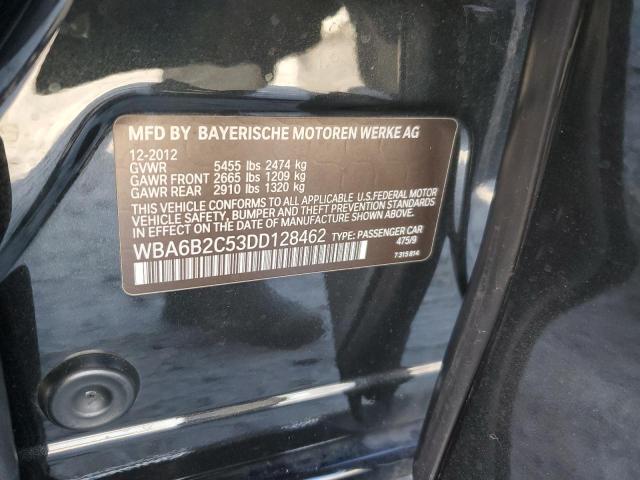 MFD BY BAYERISCHE MOTOREN WERKE AG
12-2012
GVWR 5455 lbs 2474 kg
GAWR FRONT 2665 lbs 1209 kg
GAWR REAR 2910 lbs 1320 kg
THIS VEHICLE CONFORMS TO ALL APPLICABLE U.S.FEDERAL MOTOR
VEHICLE SAFETY, BUMPER AND THEFT PREVENTION STANDARDS
IN EFFECT ON THE DATE OF MANUFACTURE SHOWN ABOVE.
WBA6B2C53DD128462 TYPE: PASSENGER CAR
475/9
7 315 814